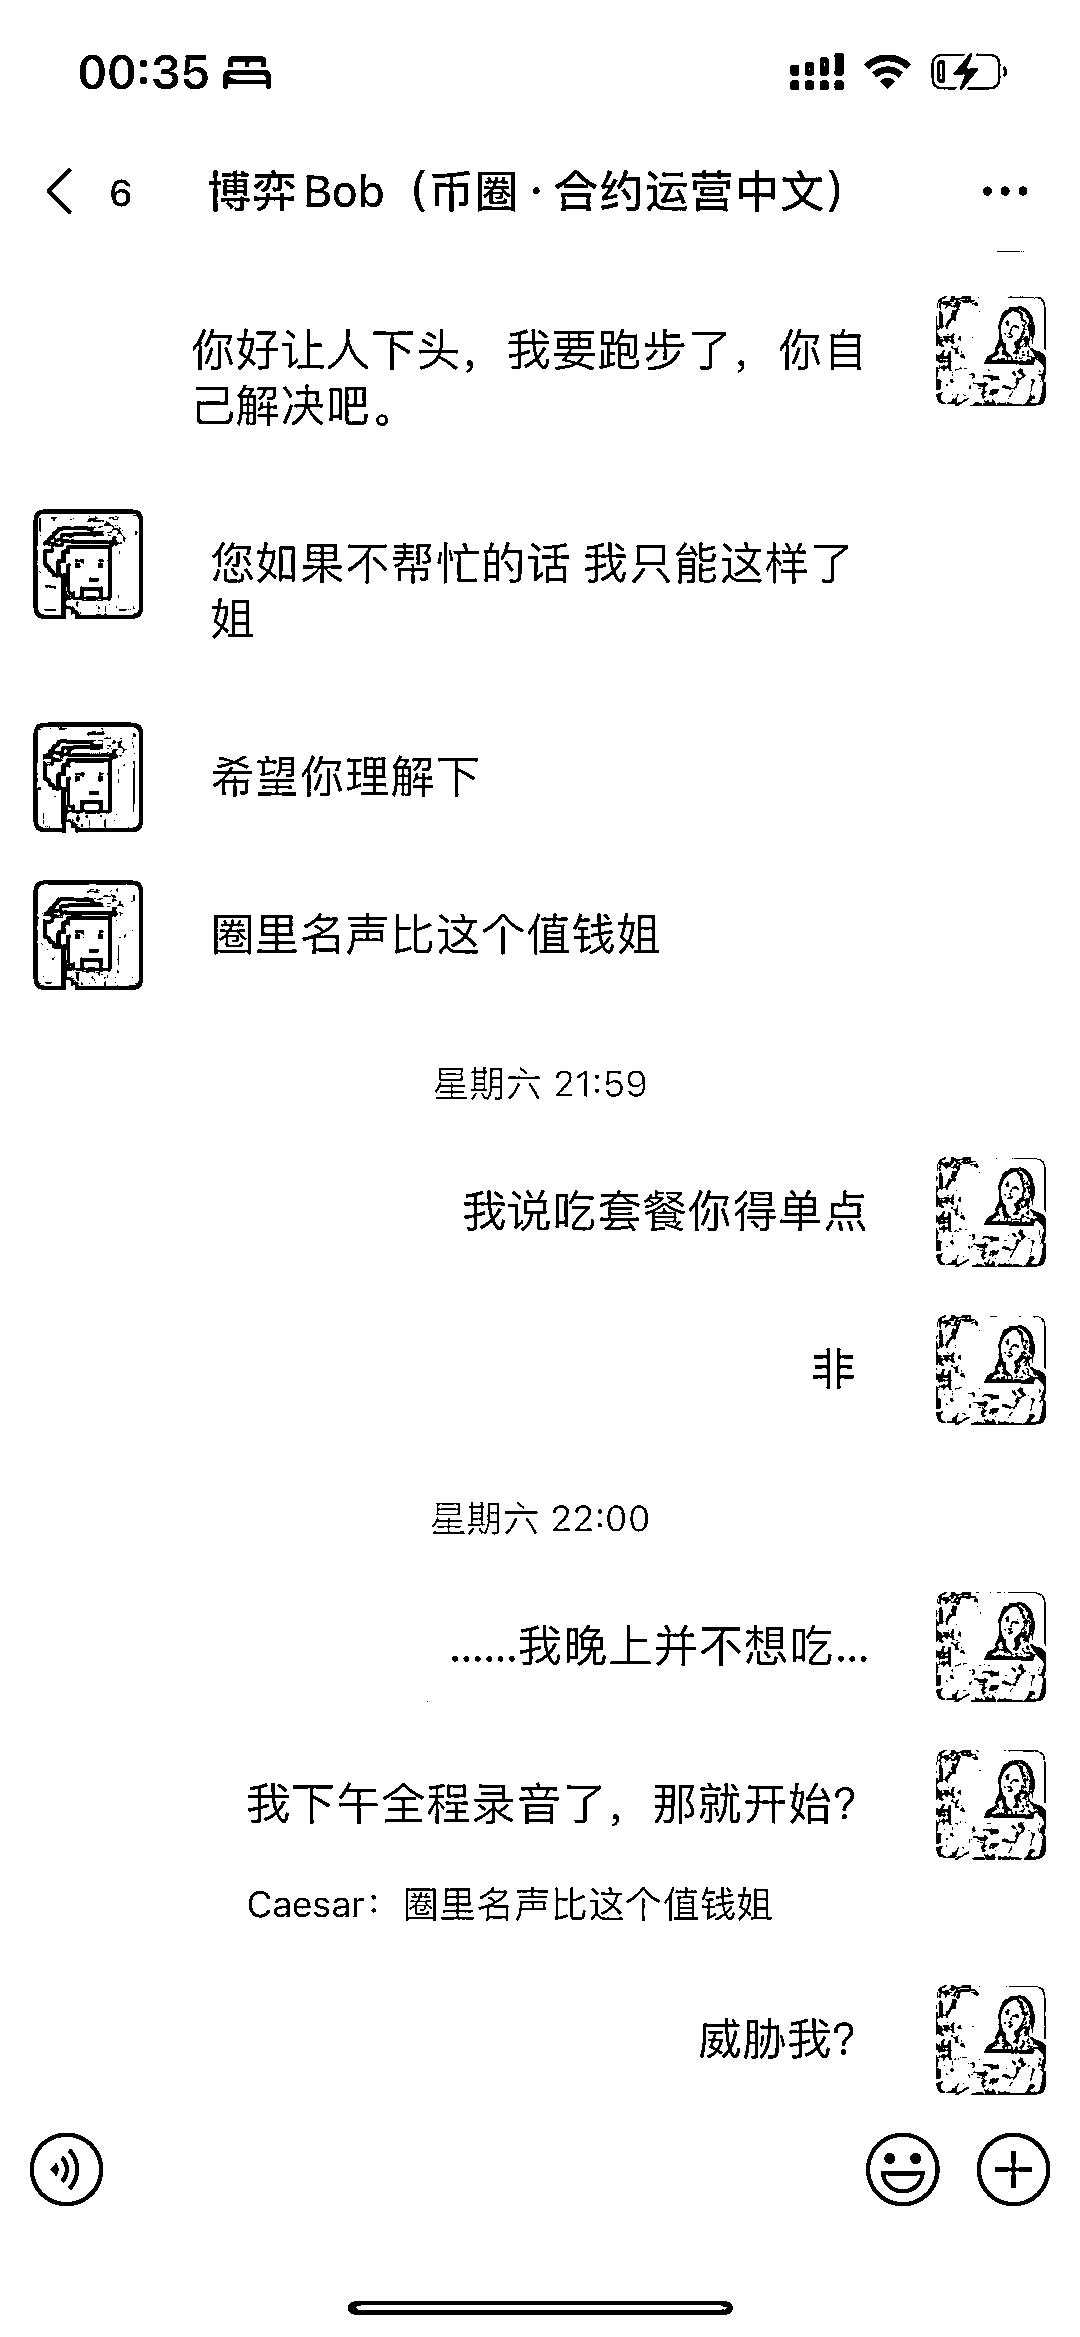 00:35
6 博弈Bob（币圈·合约运营中文）
你好让人下头，我要跑步了，你自
己解决吧。
您如果不帮忙的话 我只能这样了
姐
希望你理解下
圈里名声比这个值钱姐
星期六 21:59
我说吃套餐你得单点
非
星期六 22:00
......我晚上并不想吃...
我下午全程录音了，那就开始？
Caesar：圈里名声比这个值钱姐
威胁我？